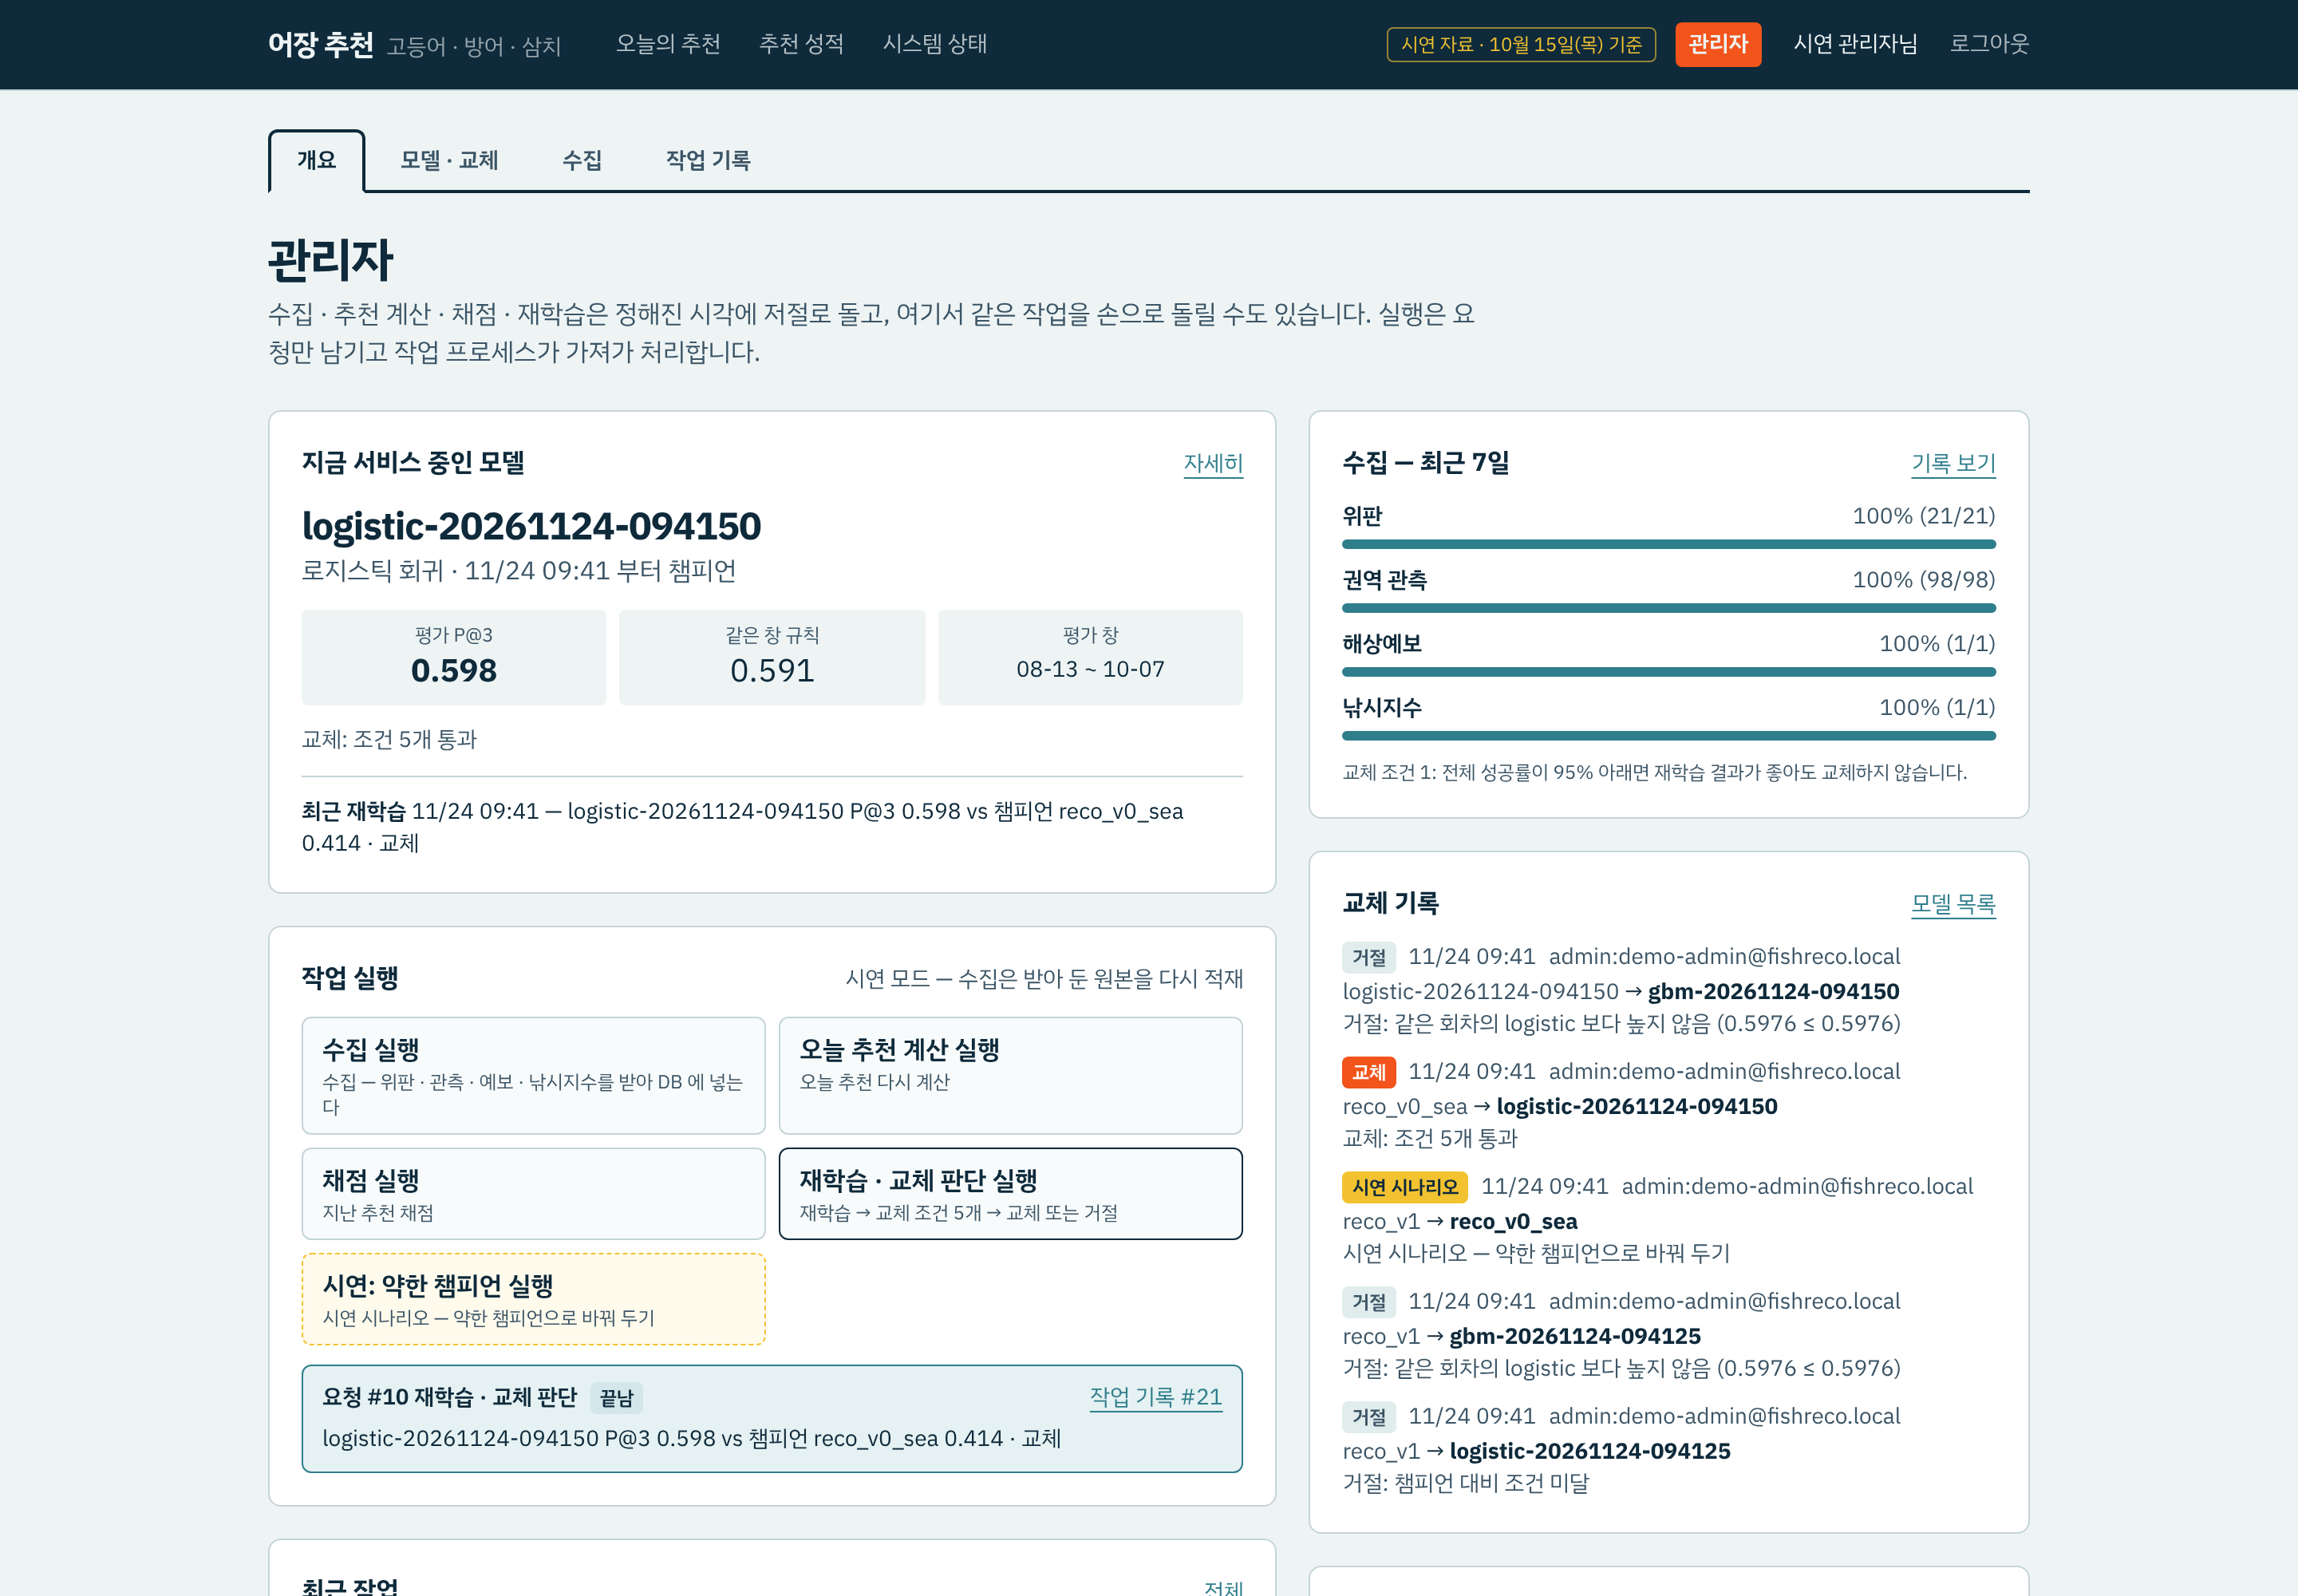 어장 추천 고등어 · 방어 · 삼치 오늘의 추천 추천 성적 시스템 상태 시연 자료 · 10월 15일(목) 기준 관리자 시연 관리자님 로그아웃
개요 모델 · 교체 수집 작업 기록
관리자
수집 · 추천 계산 · 채점 · 재학습은 정해진 시각에 저절로 돌고, 여기서 같은 작업을 손으로 돌릴 수도 있습니다. 실행은 요
청만 남기고 작업 프로세스가 가져가 처리합니다.
지금 서비스 중인 모델 자세히
logistic-20261124-094150
로지스틱 회귀 · 11/24 09:41 부터 챔피언
평가 P@3 같은 창 규칙 평가 창
0.598 0.591 08-13 ~ 10-07
교체: 조건 5개 통과
최근 재학습 11/24 09:41 — logistic-20261124-094150 P@3 0.598 vs 챔피언 reco_v0_sea
0.414 · 교체
작업 실행 시연 모드 — 수집은 받아 둔 원본을 다시 적재
수집 실행
수집 — 위판 · 관측 · 예보 · 낚시지수를 받아 DB 에 넣는
다
오늘 추천 계산 실행
오늘 추천 다시 계산
채점 실행
지난 추천 채점
재학습 · 교체 판단 실행
재학습 → 교체 조건 5개 → 교체 또는 거절
시연: 약한 챔피언 실행
시연 시나리오 — 약한 챔피언으로 바꿔 두기
요청 #10 재학습 · 교체 판단 끝남 작업 기록 #21
logistic-20261124-094150 P@3 0.598 vs 챔피언 reco_v0_sea 0.414 · 교체
최근 작업 전체
수집 — 최근 7일 기록 보기
위판 100% (21/21)
권역 관측 100% (98/98)
해상예보 100% (1/1)
낚시지수 100% (1/1)
교체 조건 1: 전체 성공률이 95% 아래면 재학습 결과가 좋아도 교체하지 않습니다.
교체 기록 모델 목록
거절 11/24 09:41 admin:demo-admin@fishreco.local
logistic-20261124-094150 → gbm-20261124-094150
거절: 같은 회차의 logistic 보다 높지 않음 (0.5976 ≤ 0.5976)
교체 11/24 09:41 admin:demo-admin@fishreco.local
reco_v0_sea → logistic-20261124-094150
교체: 조건 5개 통과
시연 시나리오 11/24 09:41 admin:demo-admin@fishreco.local
reco_v1 → reco_v0_sea
시연 시나리오 — 약한 챔피언으로 바꿔 두기
거절 11/24 09:41 admin:demo-admin@fishreco.local
reco_v1 → gbm-20261124-094125
거절: 같은 회차의 logistic 보다 높지 않음 (0.5976 ≤ 0.5976)
거절 11/24 09:41 admin:demo-admin@fishreco.local
reco_v1 → logistic-20261124-094125
거절: 챔피언 대비 조건 미달